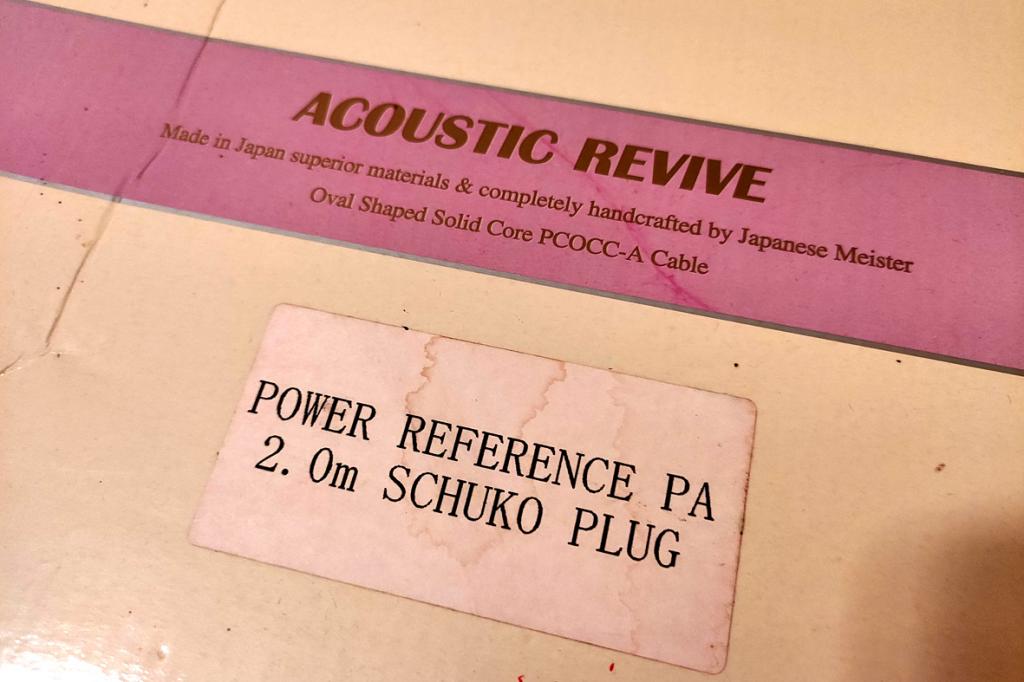 ACOUSTIC REVIVE
Made in Japan superior materials & completely handcrafted by Japanese Meister
Oval Shaped Solid Core PCOCC-A Cable
POWER REFERENCE PA
2.0m SCHUKO PLUG